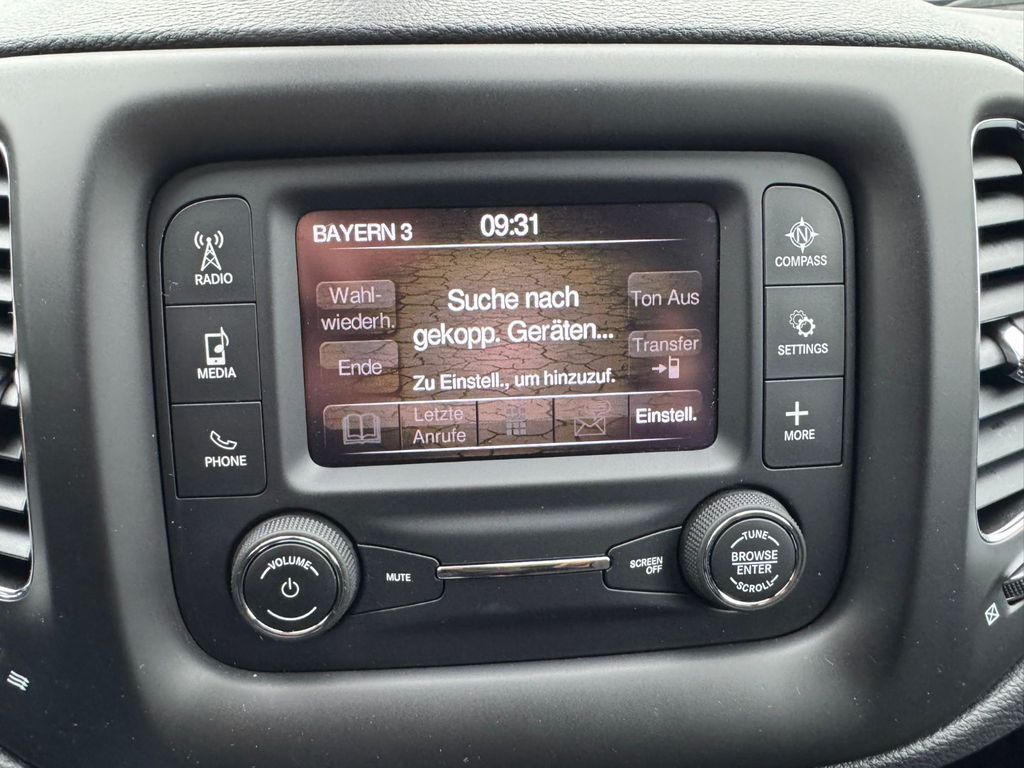 BAYERN 3
09:31
Wahl-
wiederh.
Ende
Suche nach
gekopp. Geräten...
Zu Einstell., um hinzuzuf.
Ton Aus
Transfer
Letzte
Anrufe
Einstell.
RADIO
MEDIA
PHONE
N
COMPASS
SETTINGS
MORE
VOLUME
MUTE
SCREEN
OFF
TUNE
BROWSE
ENTER
SCROLL